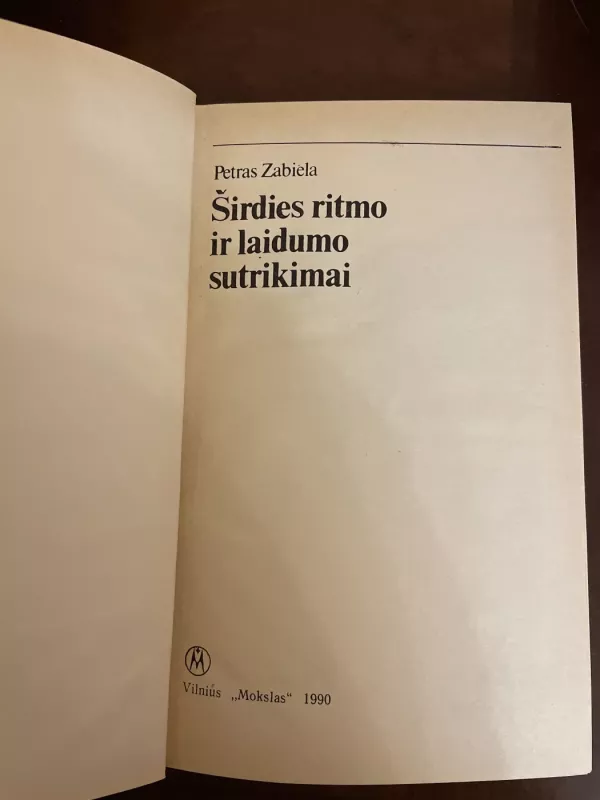 Petras Zabiela
Širdies ritmo
ir laidumo
sutrikimai
M
Vilnius „Mokslas“ 1990